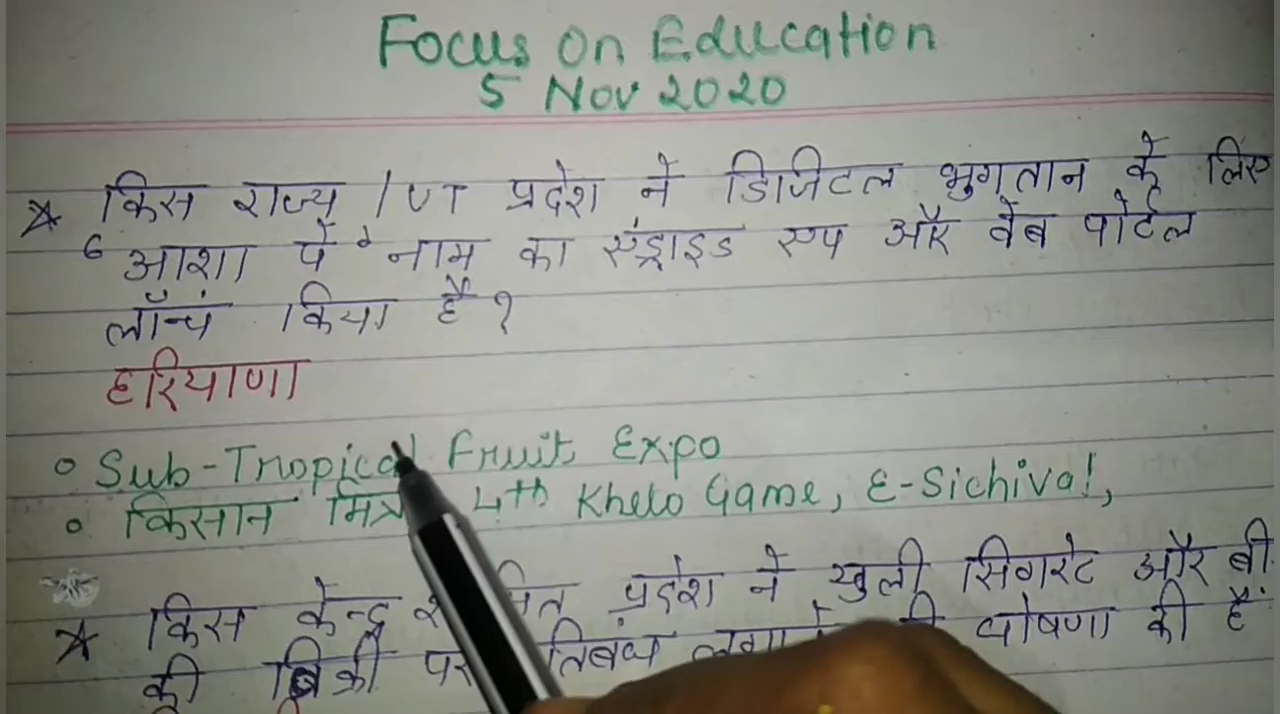 Focus on Education
5 Nov 2020
☆ किस राज्य / UT प्रदेश ने डिजिटल भुगतान के लिए
'आशा पे' नाम का एंड्राइड एप और वेब पोर्टल
लॉन्चं किया है ?
हरियाणा
○ Sub-Tropical Fruit Expo
○ किसान मित्र 4th Khelo Game, E-Sichival,
☆ किस केन्द्र प्रदेश ने खुली सिगरेट और बी
की बिक्री पर घोषणा की है